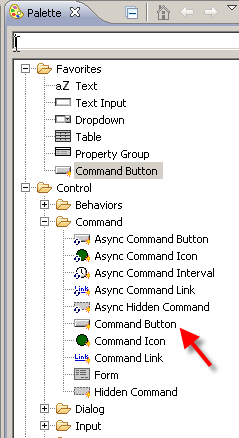 Palette
Favorites
aZ Text
Text Input
Dropdown
Table
Property Group
Command Button
Control
Behaviors
Command
Async Command Button
Async Command Icon
Async Command Interval
Link Async Command Link
Async Hidden Command
Command Button
Command Icon
Link Command Link
Form
Hidden Command
Dialog
Input